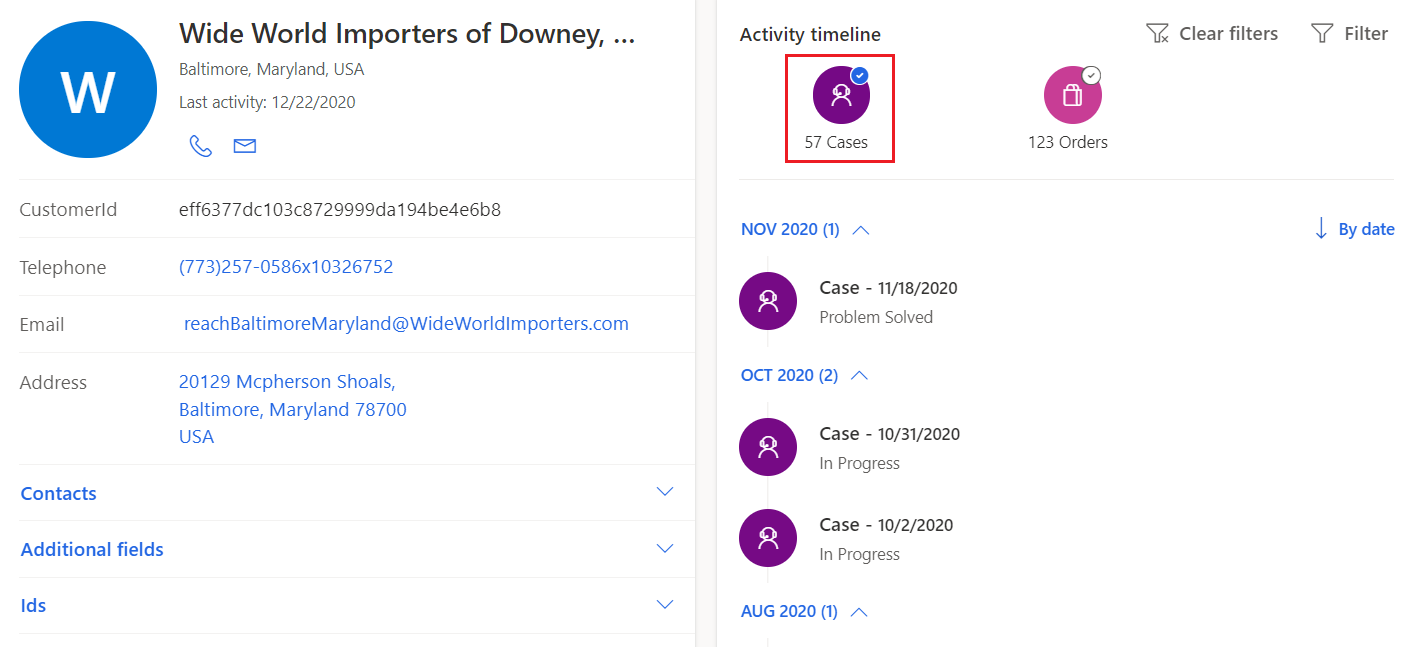 W
Wide World Importers of Downey, ...
Baltimore, Maryland, USA
Last activity: 12/22/2020
CustomerId eff6377dc103c8729999da194be4e6b8
Telephone (773)257-0586x10326752
Email reachBaltimoreMaryland@WideWorldImporters.com
Address 20129 Mcpherson Shoals,
Baltimore, Maryland 78700
USA
Contacts
Additional fields
Ids
Activity timeline
Clear filters
Filter
57 Cases
123 Orders
NOV 2020 (1)
By date
Case - 11/18/2020
Problem Solved
OCT 2020 (2)
Case - 10/31/2020
In Progress
Case - 10/2/2020
In Progress
AUG 2020 (1)